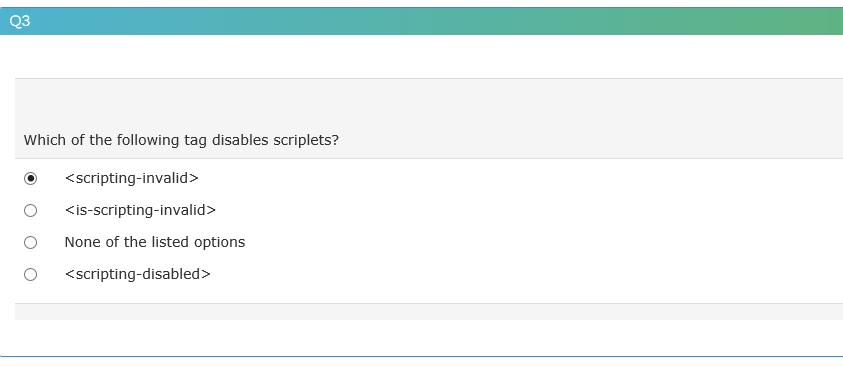 Q3
Which of the following tag disables scriplets?
<scripting-invalid>
<is-scripting-invalid>
None of the listed options
<scripting-disabled>